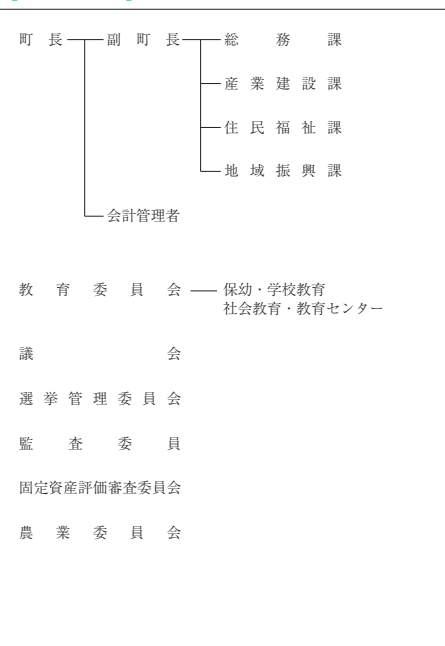 町長 副町長 総務課
産業建設課
住民福祉課
地域振興課
会計管理者
教育委員会 保幼・学校教育
社会教育・教育センター
議会
選挙管理委員会
監査委員
固定資産評価審査委員会
農業委員会